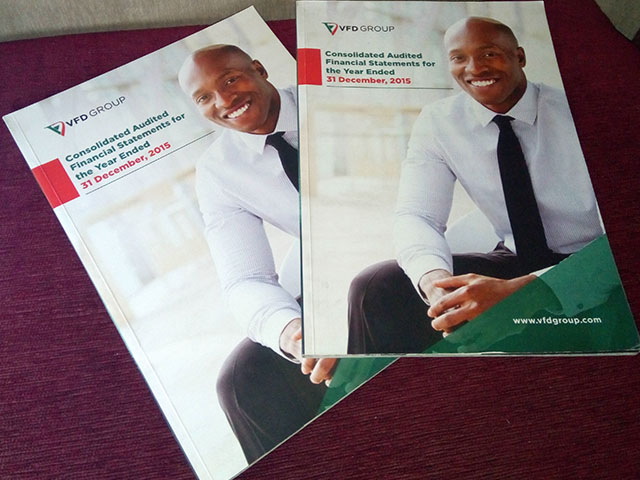 VFD GROUP
Consolidated Audited
Financial Statements for
the Year Ended
31 December, 2015
VFD GROUP
Consolidated Audited
Financial Statements for
the Year Ended
31 December, 2015
www.vfdgroup.com